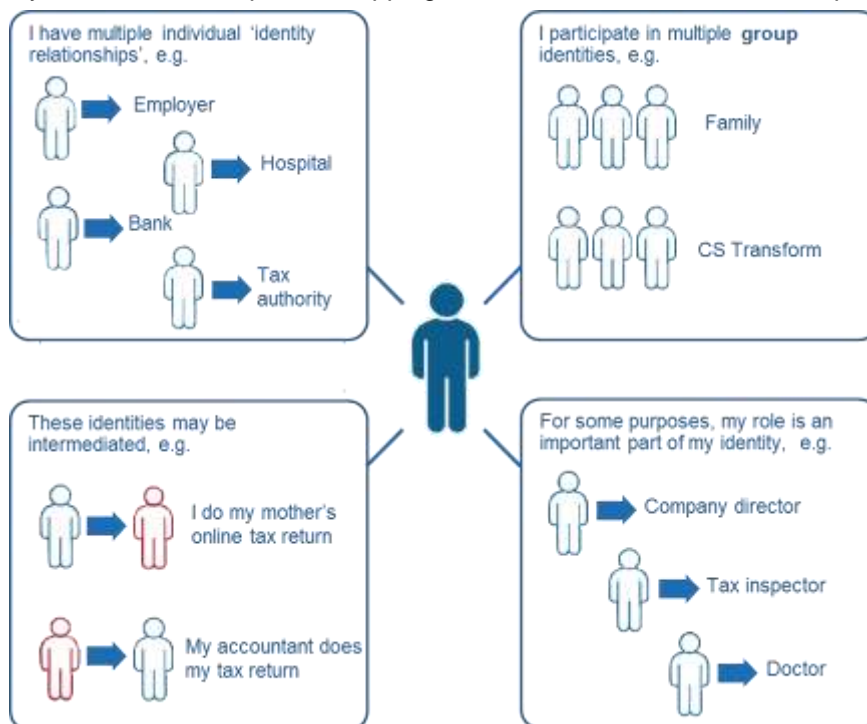 I have multiple individual 'identity
relationships', e.g.
Employer
Hospital
Bank
Tax
authority
I participate in multiple group
identities, e.g.
Family
CS Transform
These identities may be
intermediated, e.g.
I do my mother's
online tax return
My accountant does
my tax return
For some purposes, my role is an
important part of my identity, e.g.
Company director
Tax inspector
Doctor